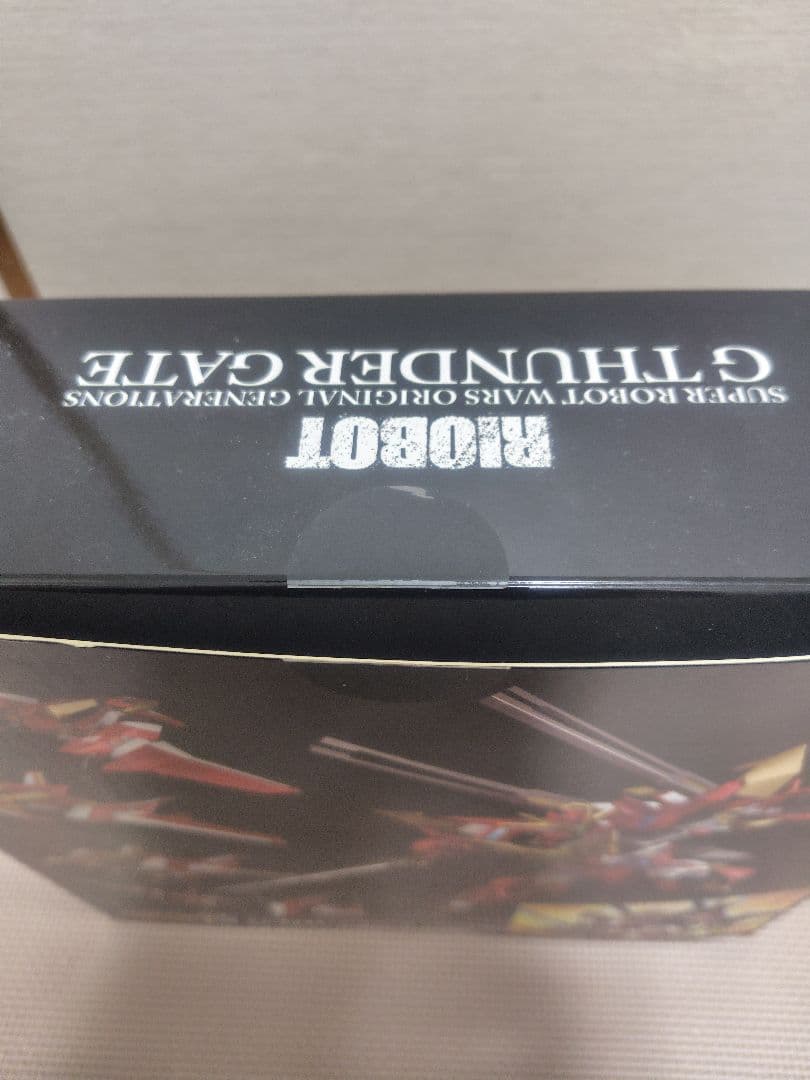 RIOBOT
SUPER ROBOT WARS ORIGINAL GENERATIONS
G THUNDER GATE